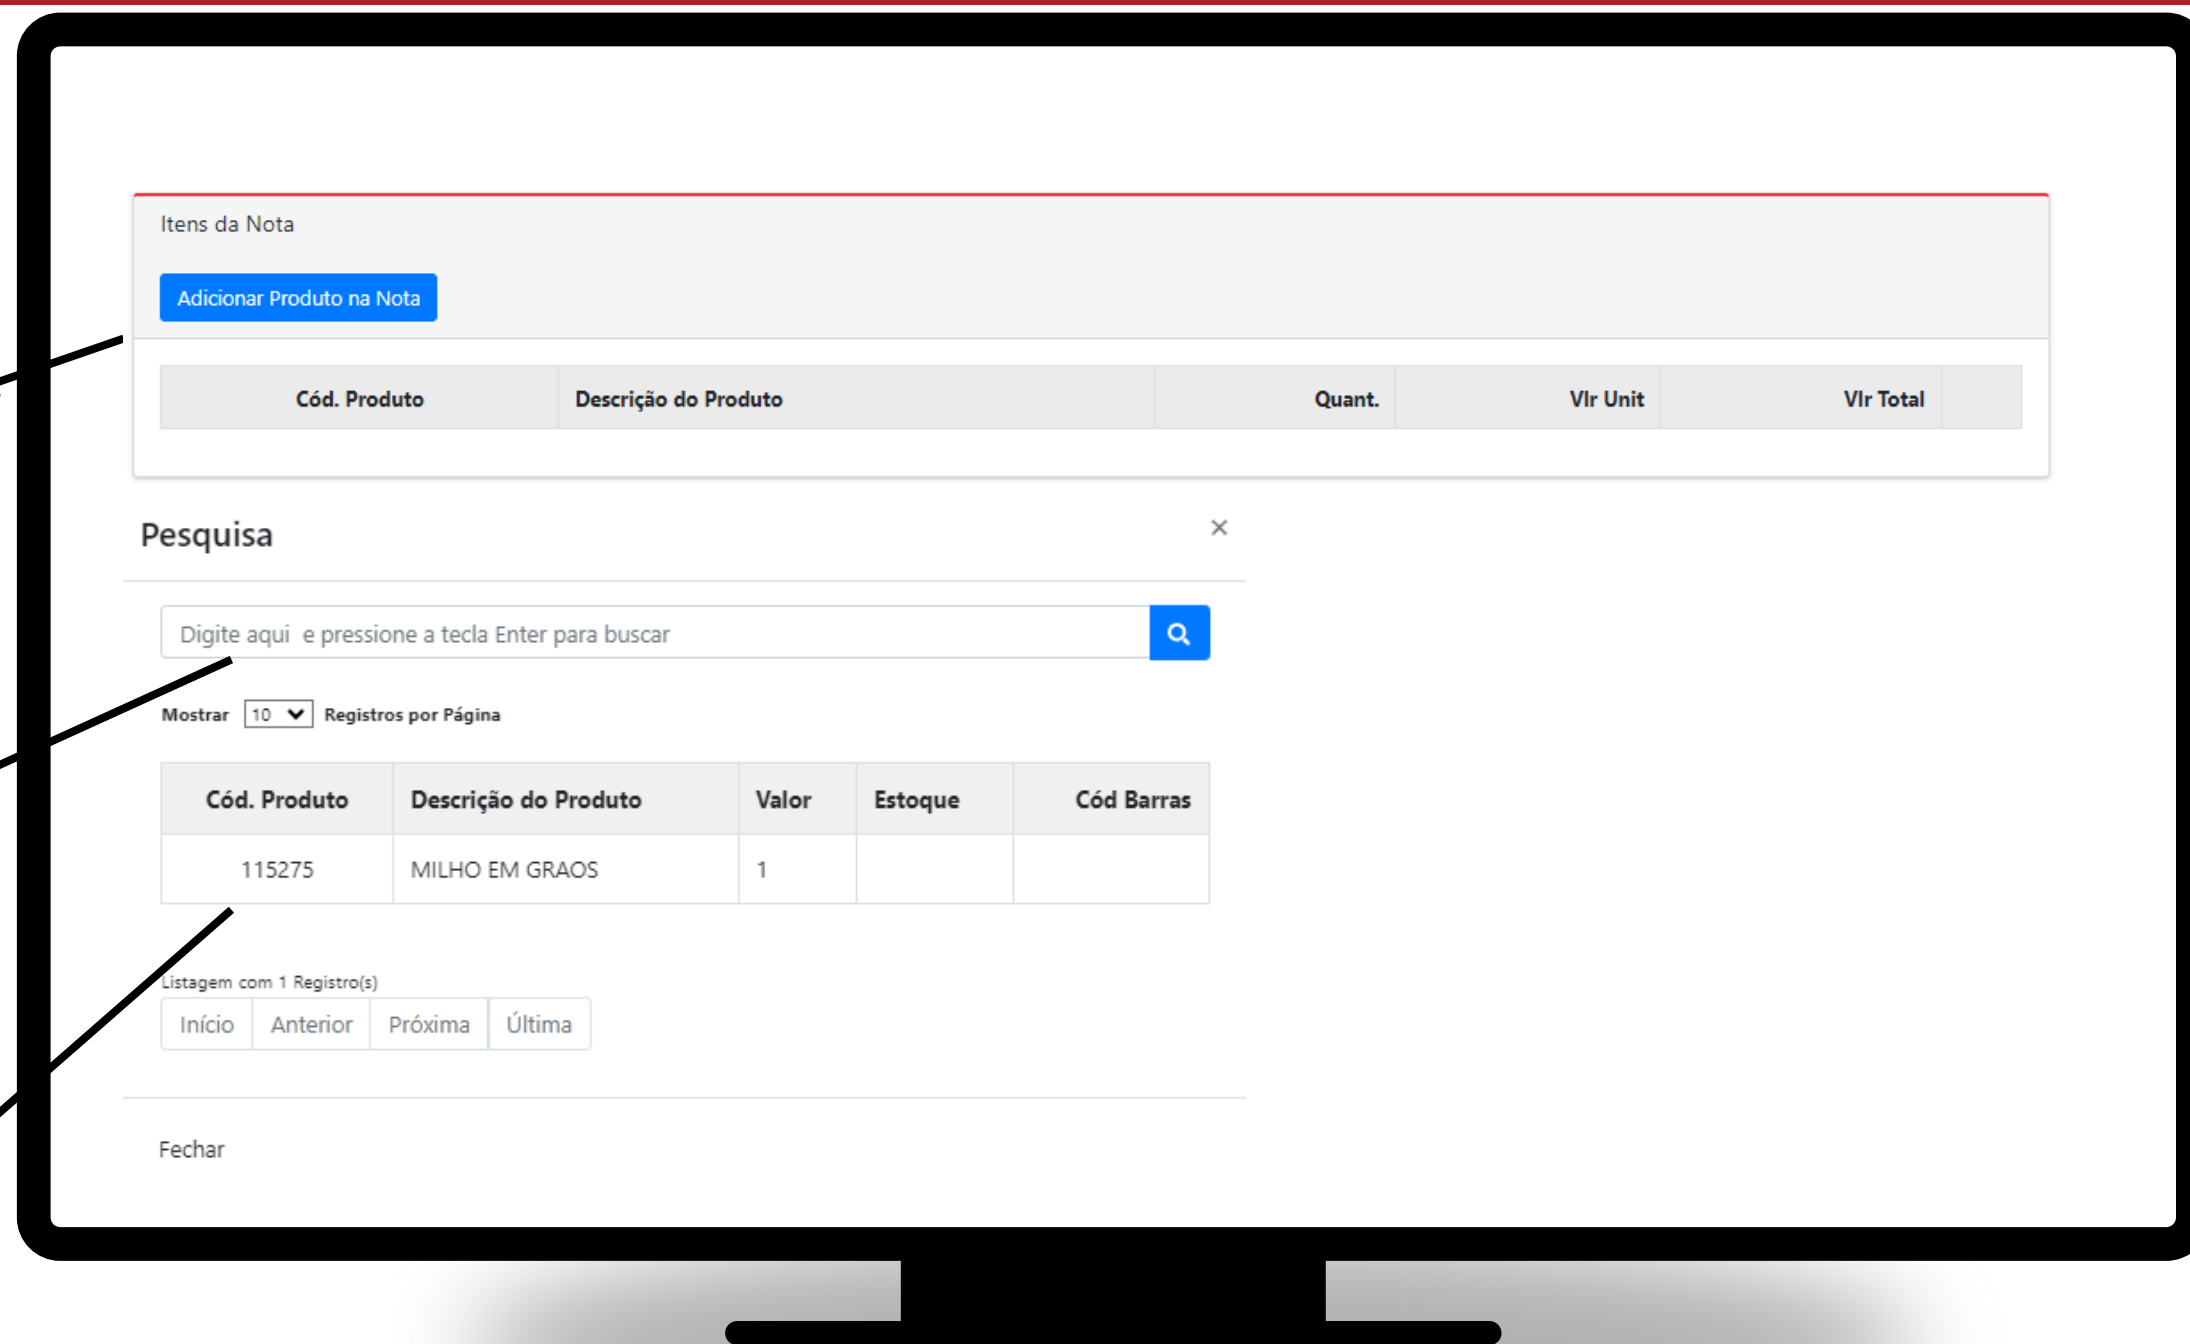 Itens da Nota
Adicionar Produto na Nota
Cód. Produto Descrição do Produto Quant. Vlr Unit Vlr Total
Pesquisa ×
Digite aqui e pressione a tecla Enter para buscar
Mostrar 10 Registros por Página
Cód. Produto Descrição do Produto Valor Estoque Cód Barras
115275 MILHO EM GRAOS 1
Listagem com 1 Registro(s)
Início Anterior Próxima Última
Fechar